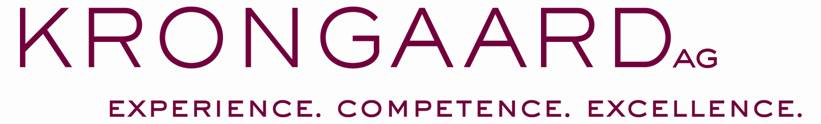 KRONGAARD AG
EXPERIENCE. COMPETENCE. EXCELLENCE.